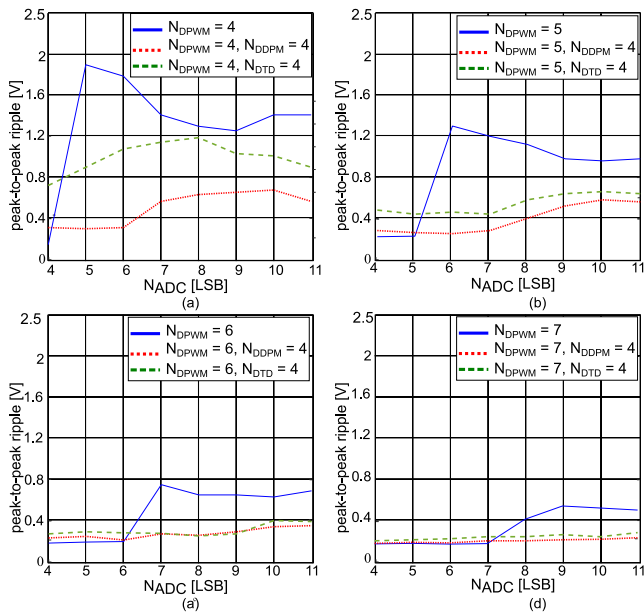 2.5
2
1.6
1.2
0.8
0.4
0
peak-to-peak ripple [V]
N_DPWM = 4
N_DPWM = 4, N_DDPM = 4
N_DPWM = 4, N_DTD = 4
4 5 6 7 8 9 10 11
N_ADC [LSB]
(a)
2.5
2
1.6
1.2
0.8
0.4
0
peak-to-peak ripple [V]
N_DPWM = 5
N_DPWM = 5, N_DDPM = 4
N_DPWM = 5, N_DTD = 4
4 5 6 7 8 9 10 11
N_ADC [LSB]
(b)
2.5
2
1.6
1.2
0.8
0.4
0
peak-to-peak ripple [V]
N_DPWM = 6
N_DPWM = 6, N_DDPM = 4
N_DPWM = 6, N_DTD = 4
4 5 6 7 8 9 10 11
N_ADC [LSB]
(a)
2.5
2
1.6
1.2
0.8
0.4
0
peak-to-peak ripple [V]
N_DPWM = 7
N_DPWM = 7, N_DDPM = 4
N_DPWM = 7, N_DTD = 4
4 5 6 7 8 9 10 11
N_ADC [LSB]
(d)